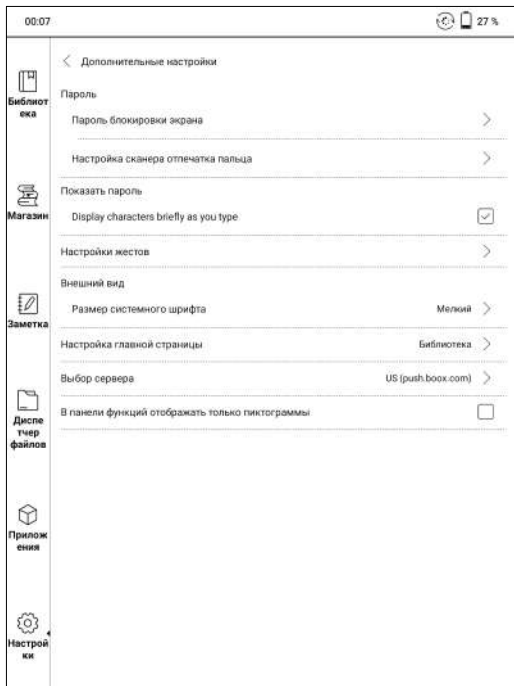 00:07 27 %
Дополнительные настройки
Пароль
Пароль блокировки экрана
Настройка сканера отпечатка пальца
Показать пароль
Display characters briefly as you type
Настройки жестов
Внешний вид
Размер системного шрифта Мелкий
Настройка главной страницы Библиотека
Выбор сервера US (push.boox.com)
В панели функций отображать только пиктограммы
Библиот
ека
Магазин
Заметка
Диспе
тчер
файлов
Прилож
ения
Настрой
ки